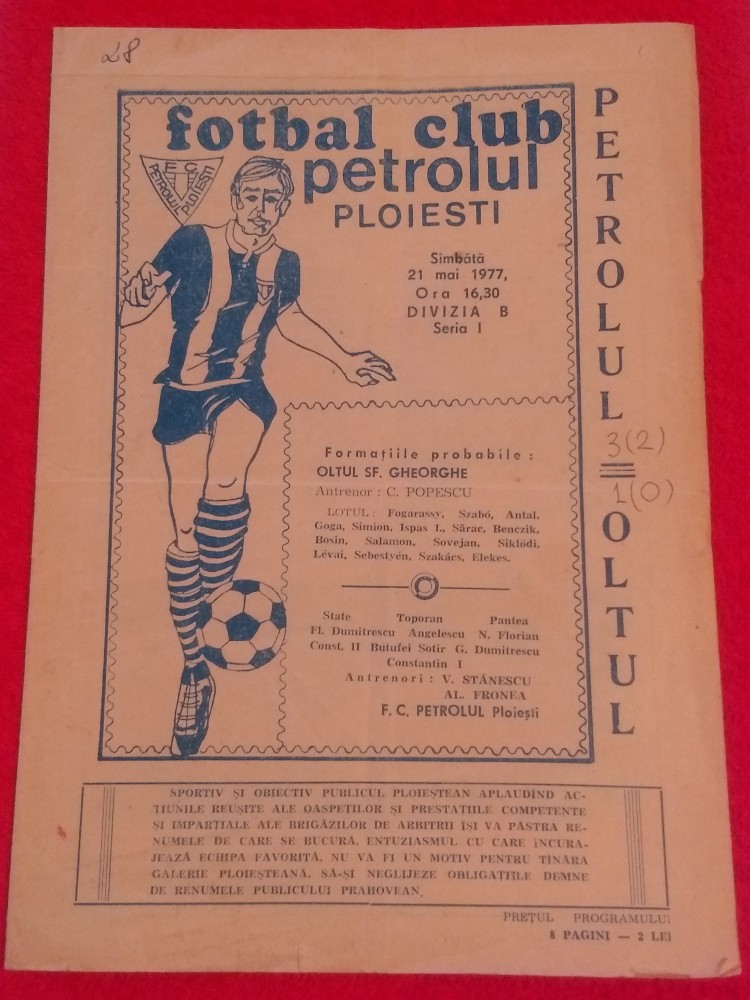 28
fotbal club
petrolul
PLOIESTI
F C
PETROLUL PLOIESTI
Simbătă
21 mai 1977,
Ora 16,30
DIVIZIA B
Seria I
PETROLUL
3(2)
=
1(0)
OLTUL
Formațiile probabile :
OLTUL SF. GHEORGHE
Antrenor : C. POPESCU
LOTUL : Fogarassy, Szabó, Antal,
Goga, Simion, Ispas I., Sărac, Benczik,
Bosin, Salamon, Sovejan, Siklódi,
Lévai, Sebestyén, Szakács, Elekes.
State Toporan Pantea
Fl. Dumitrescu Angelescu N. Florian
Const. II Butufei Sotir G. Dumitrescu
Constantin I
Antrenori : V. STĂNESCU
AL. FRONEA
F. C. PETROLUL Ploiești
SPORTIV ȘI OBIECTIV PUBLICUL PLOIEȘTEAN APLAUDÎND AC-
ȚIUNILE REUȘITE ALE OASPEȚILOR ȘI PRESTAȚIILE COMPETENTE
ȘI IMPARȚIALE ALE BRIGĂZILOR DE ARBITRII ÎȘI VA PĂSTRA RE-
NUMELE DE CARE SE BUCURĂ. ENTUZIASMUL CU CARE ÎNCURA-
JEAZĂ ECHIPA FAVORITĂ, NU VA FI UN MOTIV PENTRU TÎNĂRA
GALERIE PLOIEȘTEANĂ, SĂ-ȘI NEGLIJEZE OBLIGAȚIILE DEMNE
DE RENUMELE PUBLICULUI PRAHOVEAN.
PREȚUL PROGRAMULUI
8 PAGINI — 2 LEI